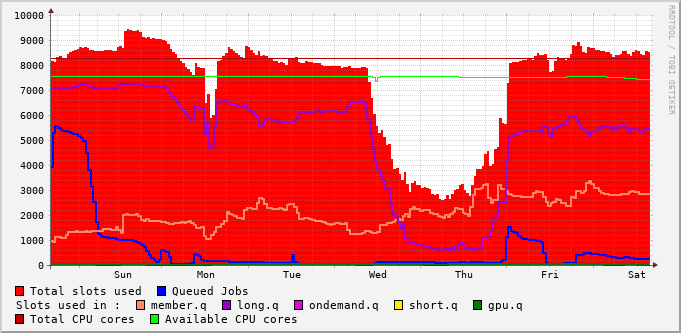 RRDTOOL / TOBI OETIKER
10000
9000
8000
7000
6000
5000
4000
3000
2000
1000
0
Sun Mon Tue Wed Thu Fri Sat
Total slots used Queued Jobs
Slots used in : member.q long.q ondemand.q short.q gpu.q
Total CPU cores Available CPU cores